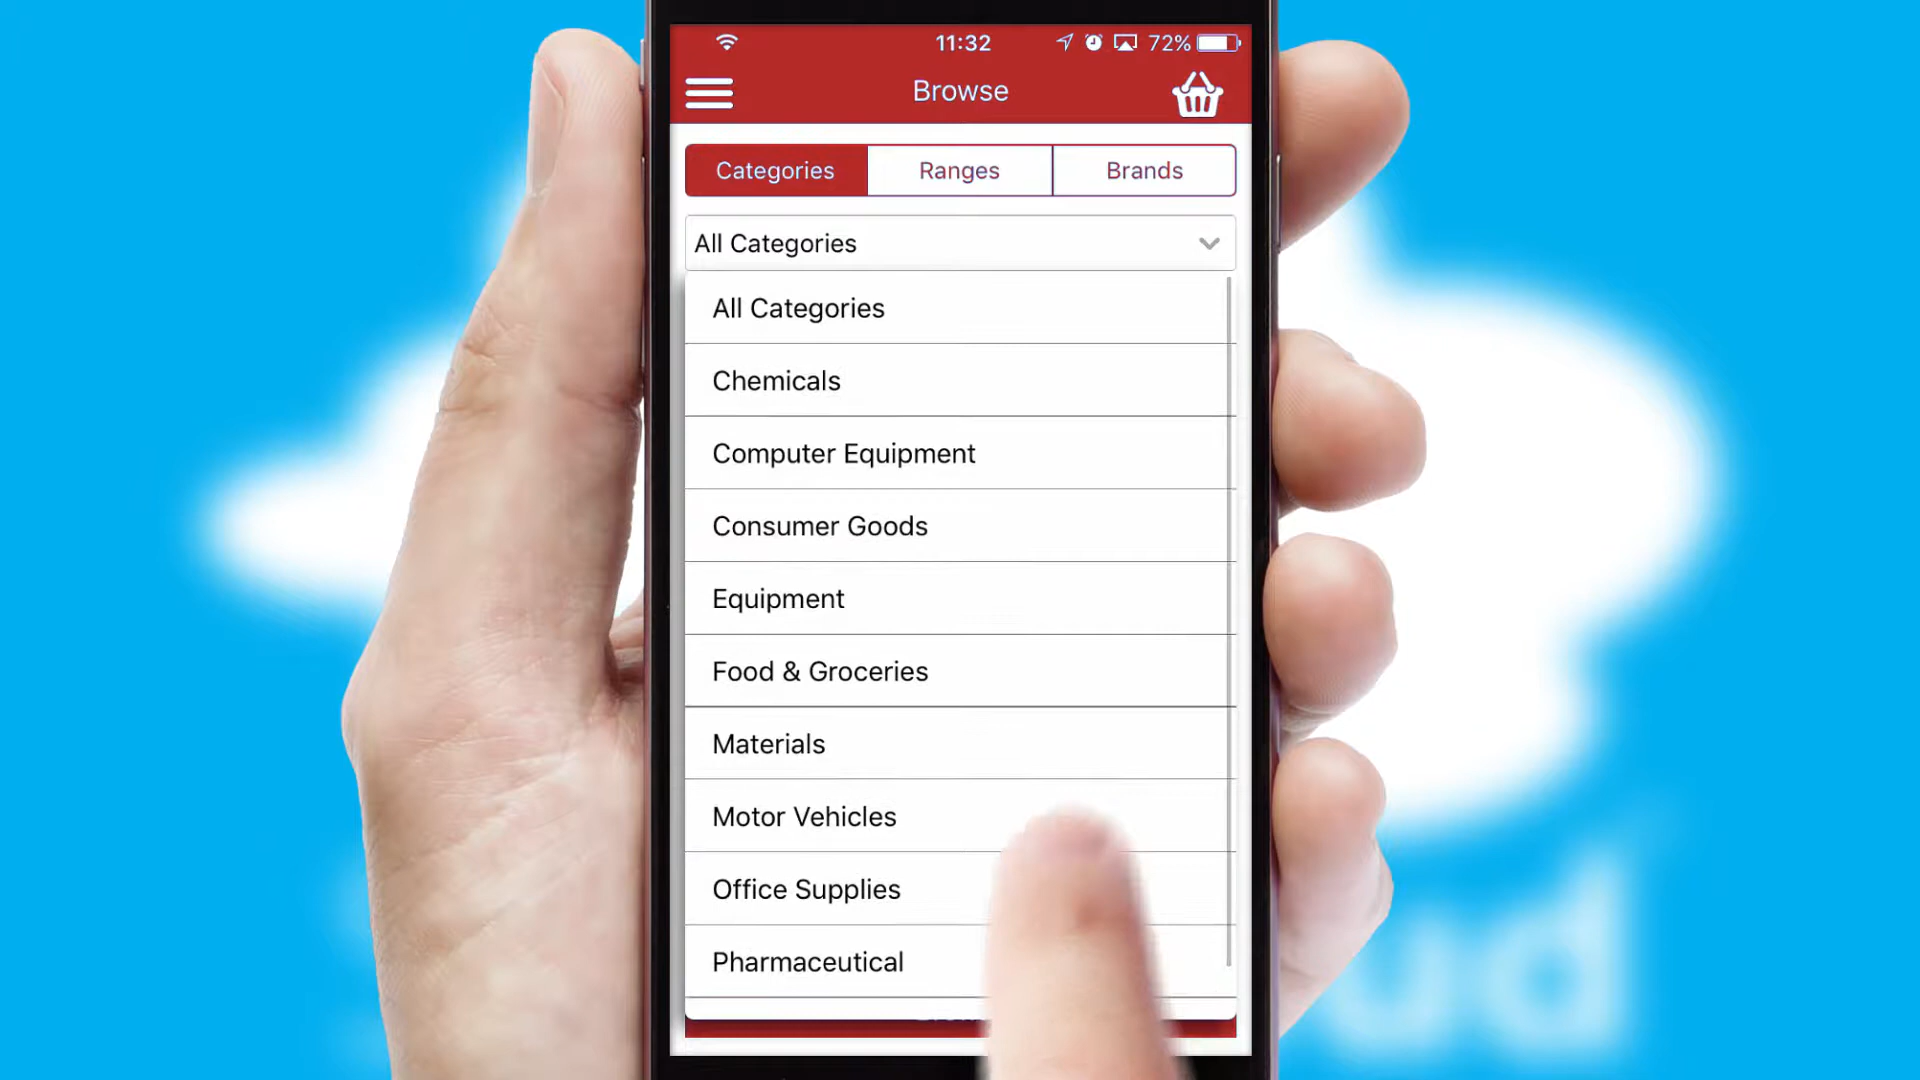 11:32
72%
Browse
Categories
Ranges
Brands
All Categories
All Categories
Chemicals
Computer Equipment
Consumer Goods
Equipment
Food & Groceries
Materials
Motor Vehicles
Office Supplies
Pharmaceutical